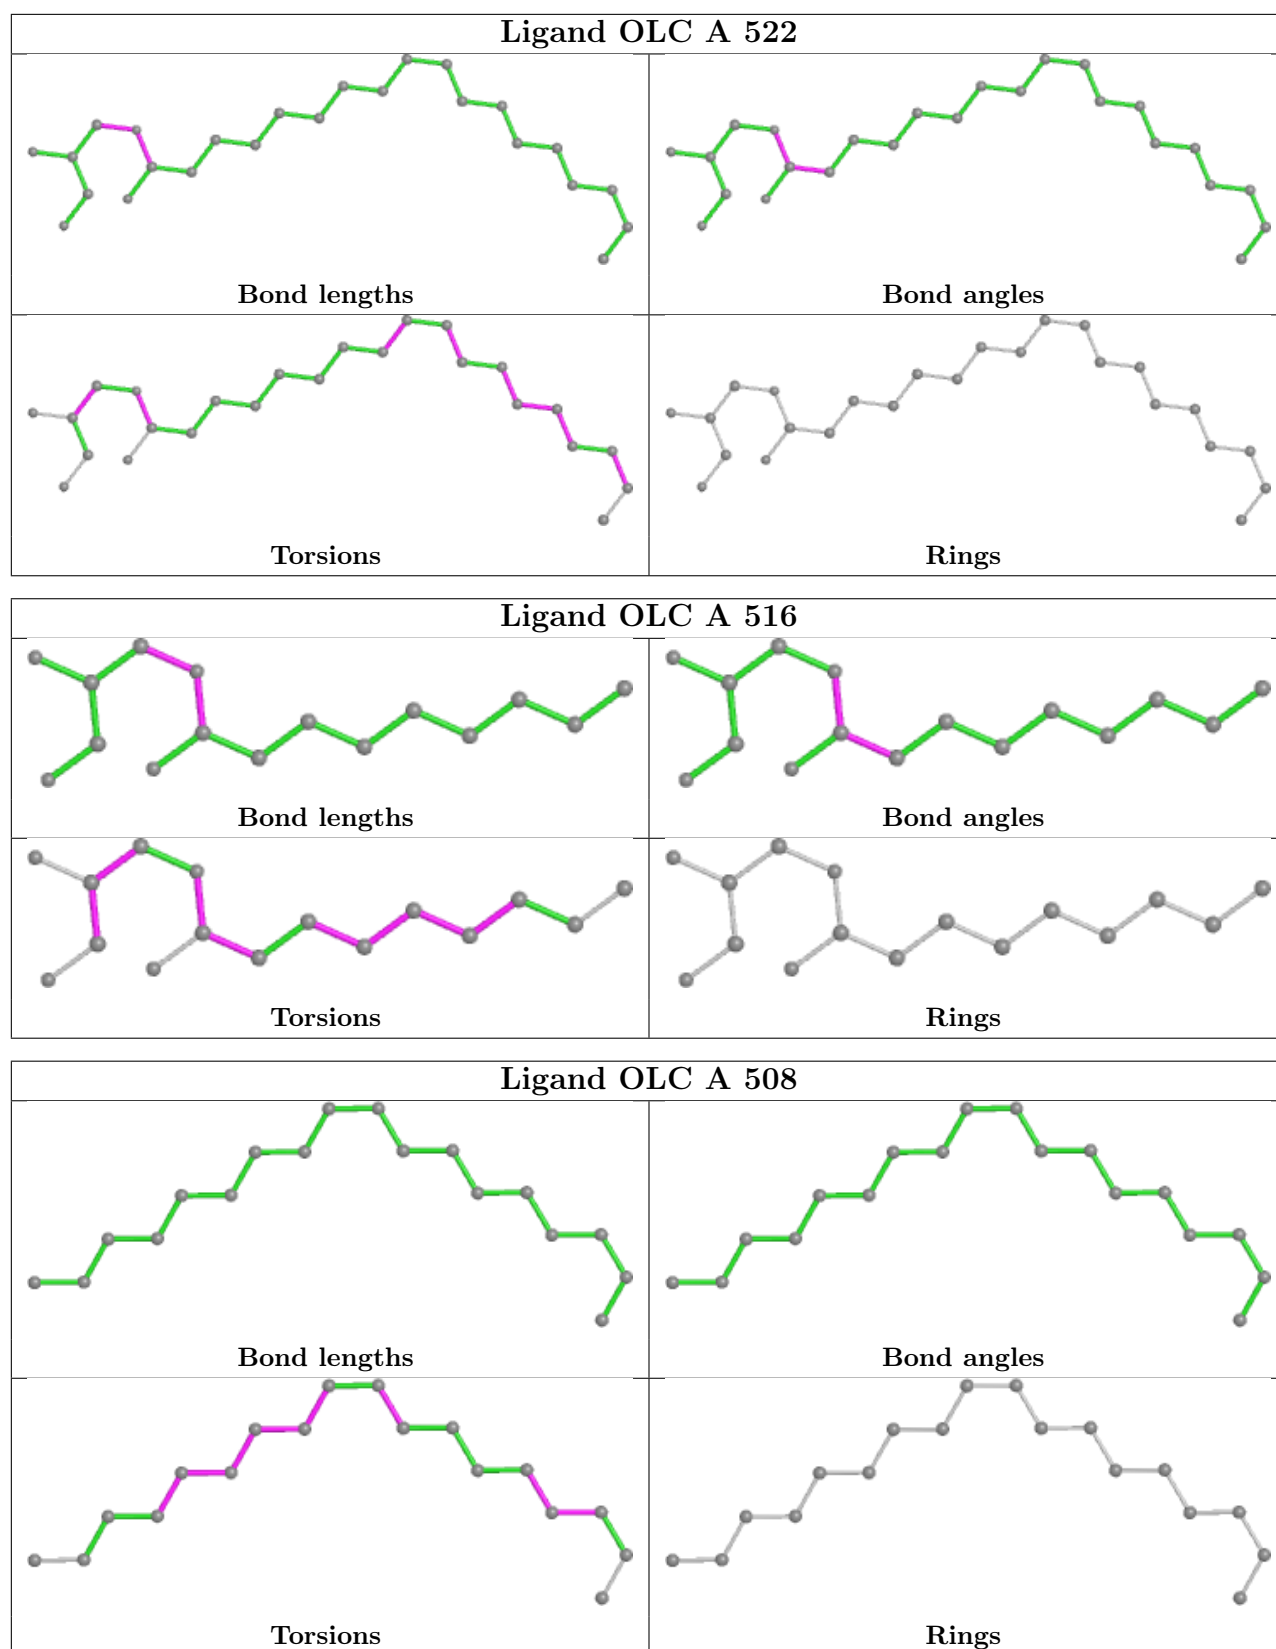 Ligand OLC A 522
Bond lengths
Bond angles
Torsions
Rings
Ligand OLC A 516
Bond lengths
Bond angles
Torsions
Rings
Ligand OLC A 508
Bond lengths
Bond angles
Torsions
Rings